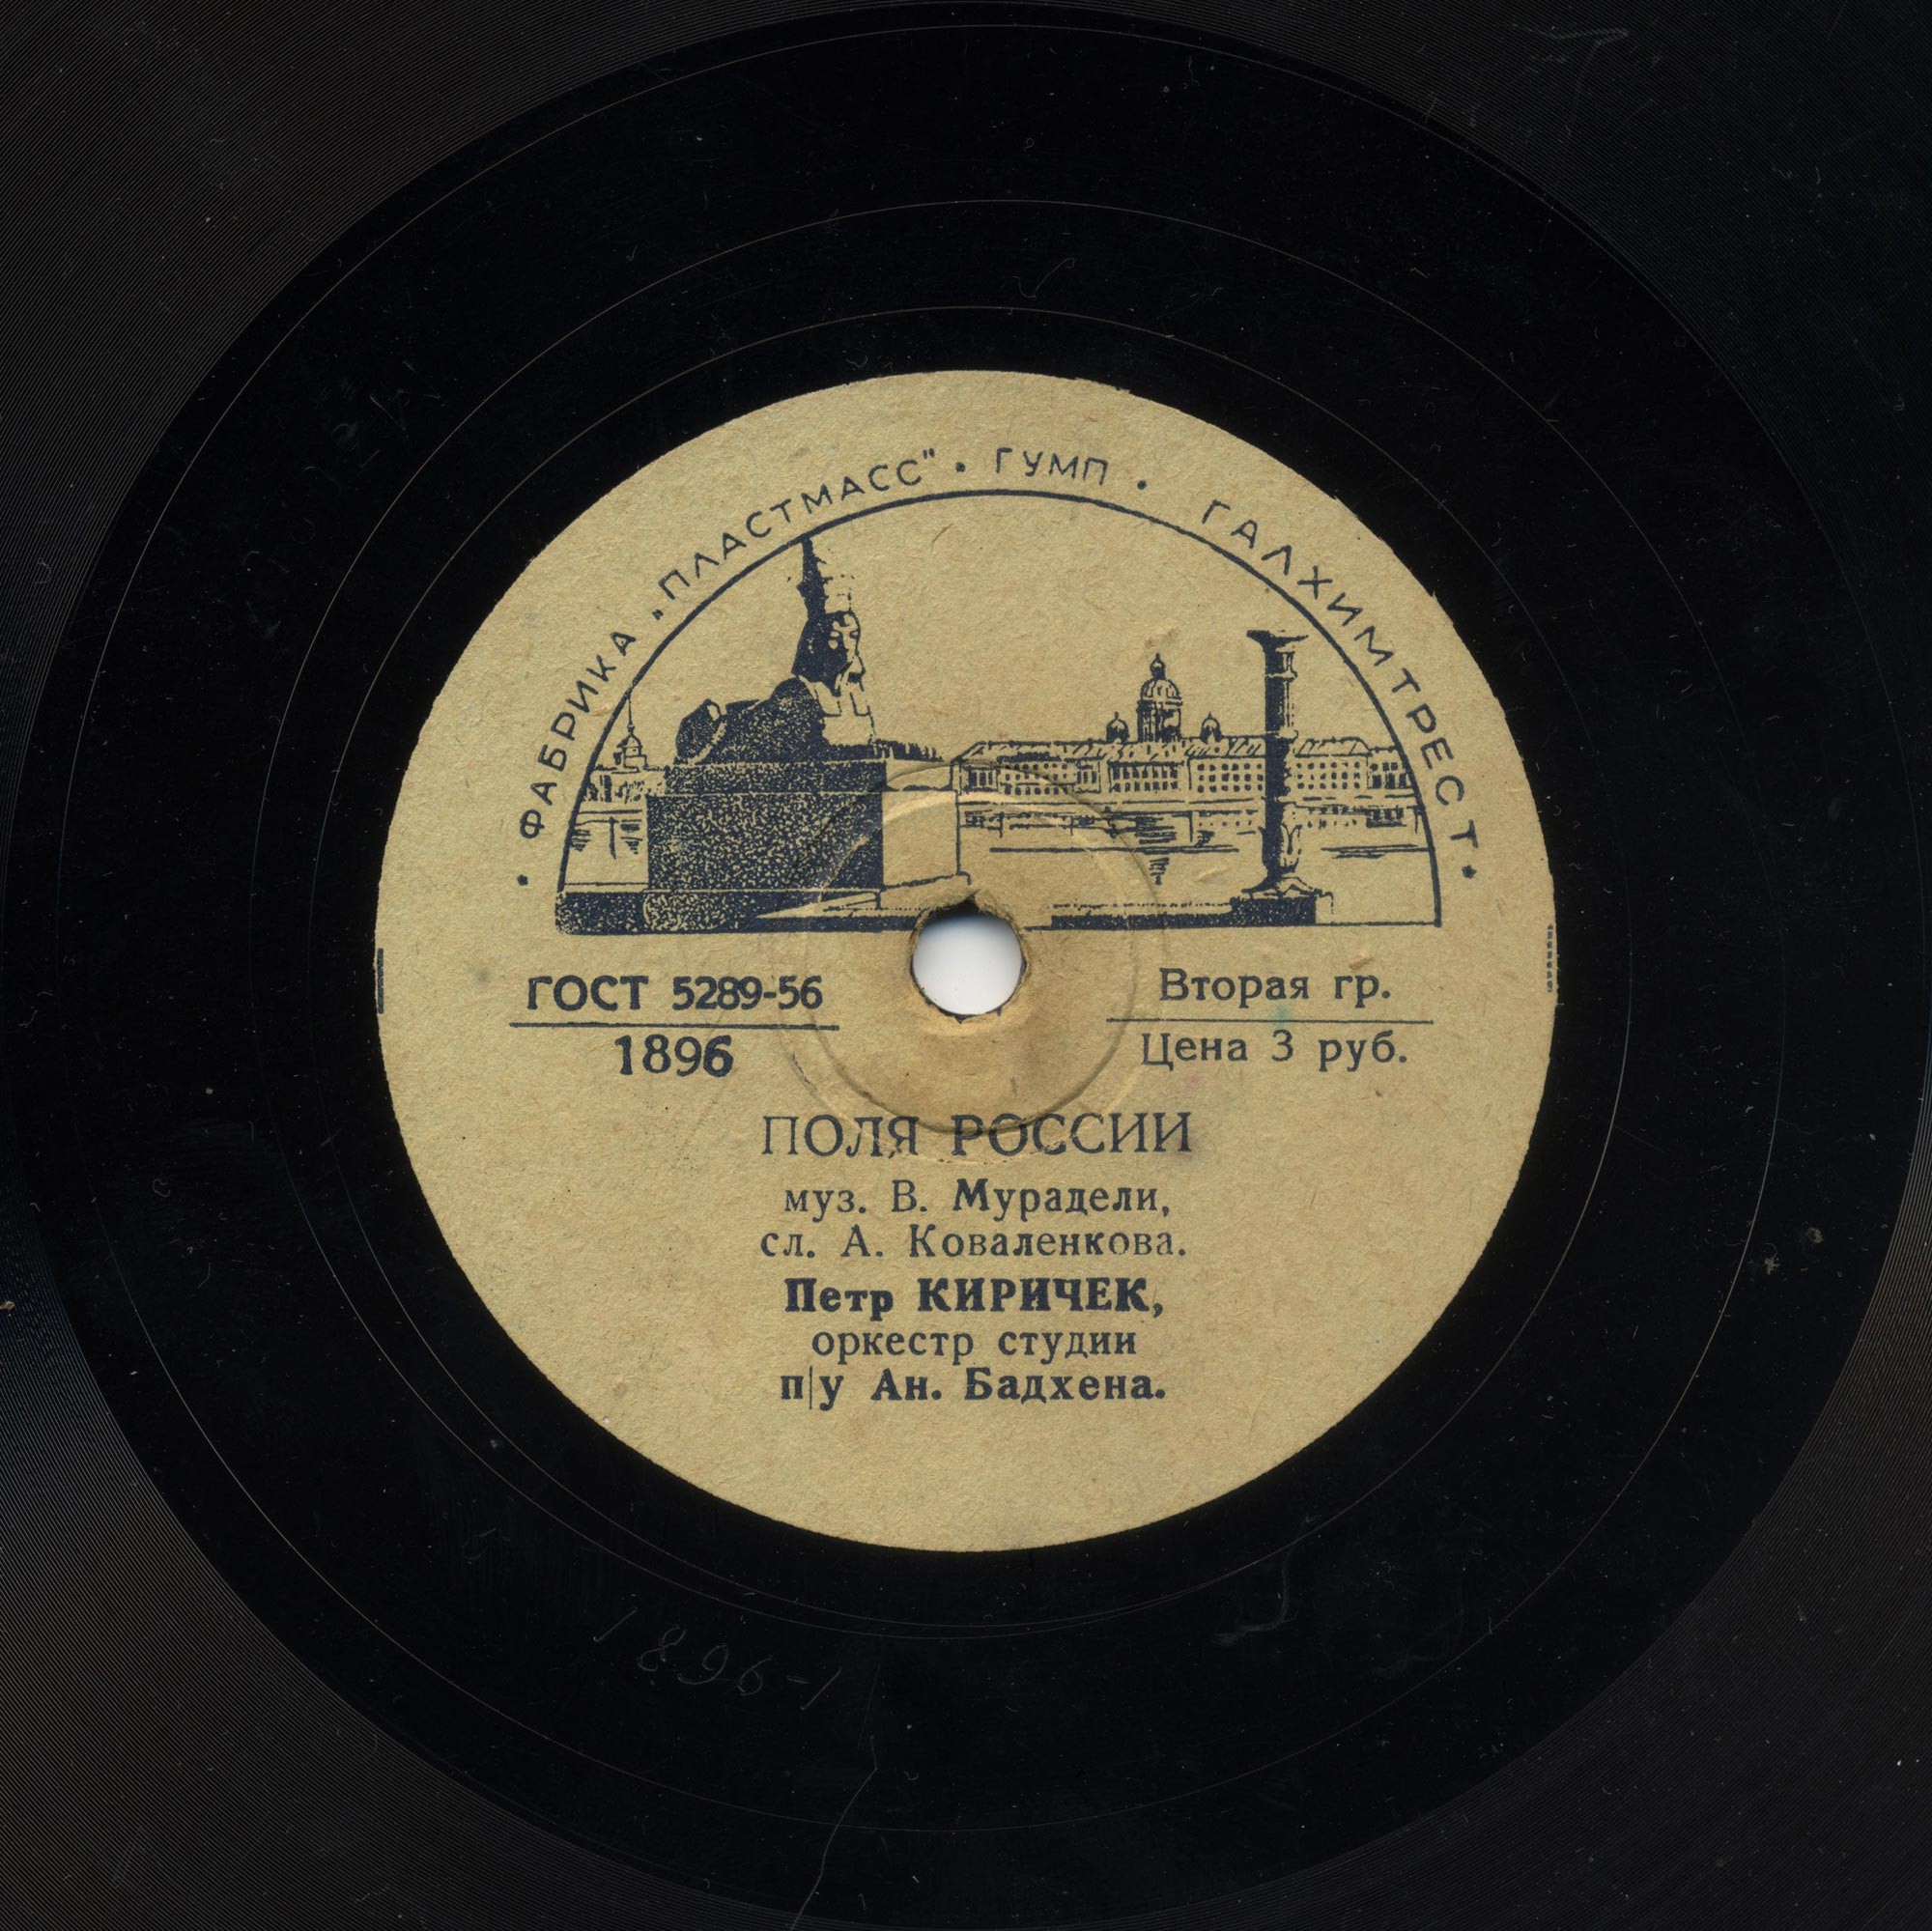 • ФАБРИКА „ПЛАСТМАСС" • ГУМП • ГАЛХИМТРЕСТ •
ГОСТ 5289-56
1896
Вторая гр.
Цена 3 руб.
ПОЛЯ РОССИИ
муз. В. Мурадели,
сл. А. Коваленкова.
Петр КИРИЧЕК,
оркестр студии
п/у Ан. Бадхена.
1896-1